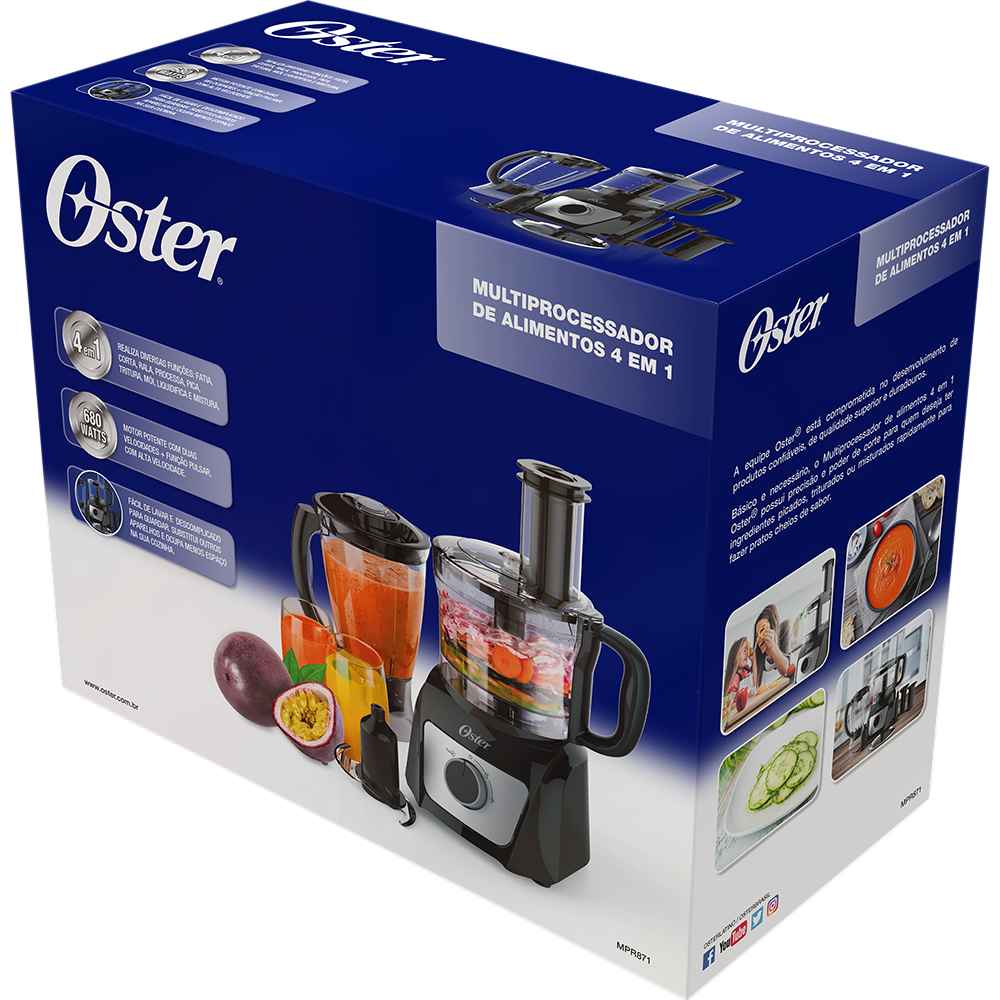 Oster®
MULTIPROCESSADOR
DE ALIMENTOS 4 EM 1
Oster®
4 em 1
REALIZA DIVERSAS FUNÇÕES: FATIA,
CORTA, RALA, PROCESSA, PICA,
TRITURA, MÓI, LIQUIDIFICA E MISTURA.
680
WATTS
MOTOR POTENTE COM DUAS
VELOCIDADES + FUNÇÃO PULSAR,
COM ALTA VELOCIDADE.
FÁCIL DE LAVAR E, DESCOMPLICADO
PARA GUARDAR. SUBSTITUI OUTROS
APARELHOS E OCUPA MENOS ESPAÇO
NA SUA COZINHA.
MULTIPROCESSADOR
DE ALIMENTOS 4 EM 1
Oster
www.oster.com.br
MPR871
MULTIPROCESSADOR
DE ALIMENTOS 4 EM 1
Oster®
A equipe Oster® está comprometida no desenvolvimento de
produtos confiáveis, de qualidade superior e duradouros.
Básico e necessário, o Multiprocessador de alimentos 4 em 1
Oster® possui precisão e poder de corte para quem deseja ter
ingredientes picados, triturados ou misturados rapidamente para
fazer pratos cheios de sabor.
MPR871
OSTERLATINO / OSTERBRASIL
YouTube